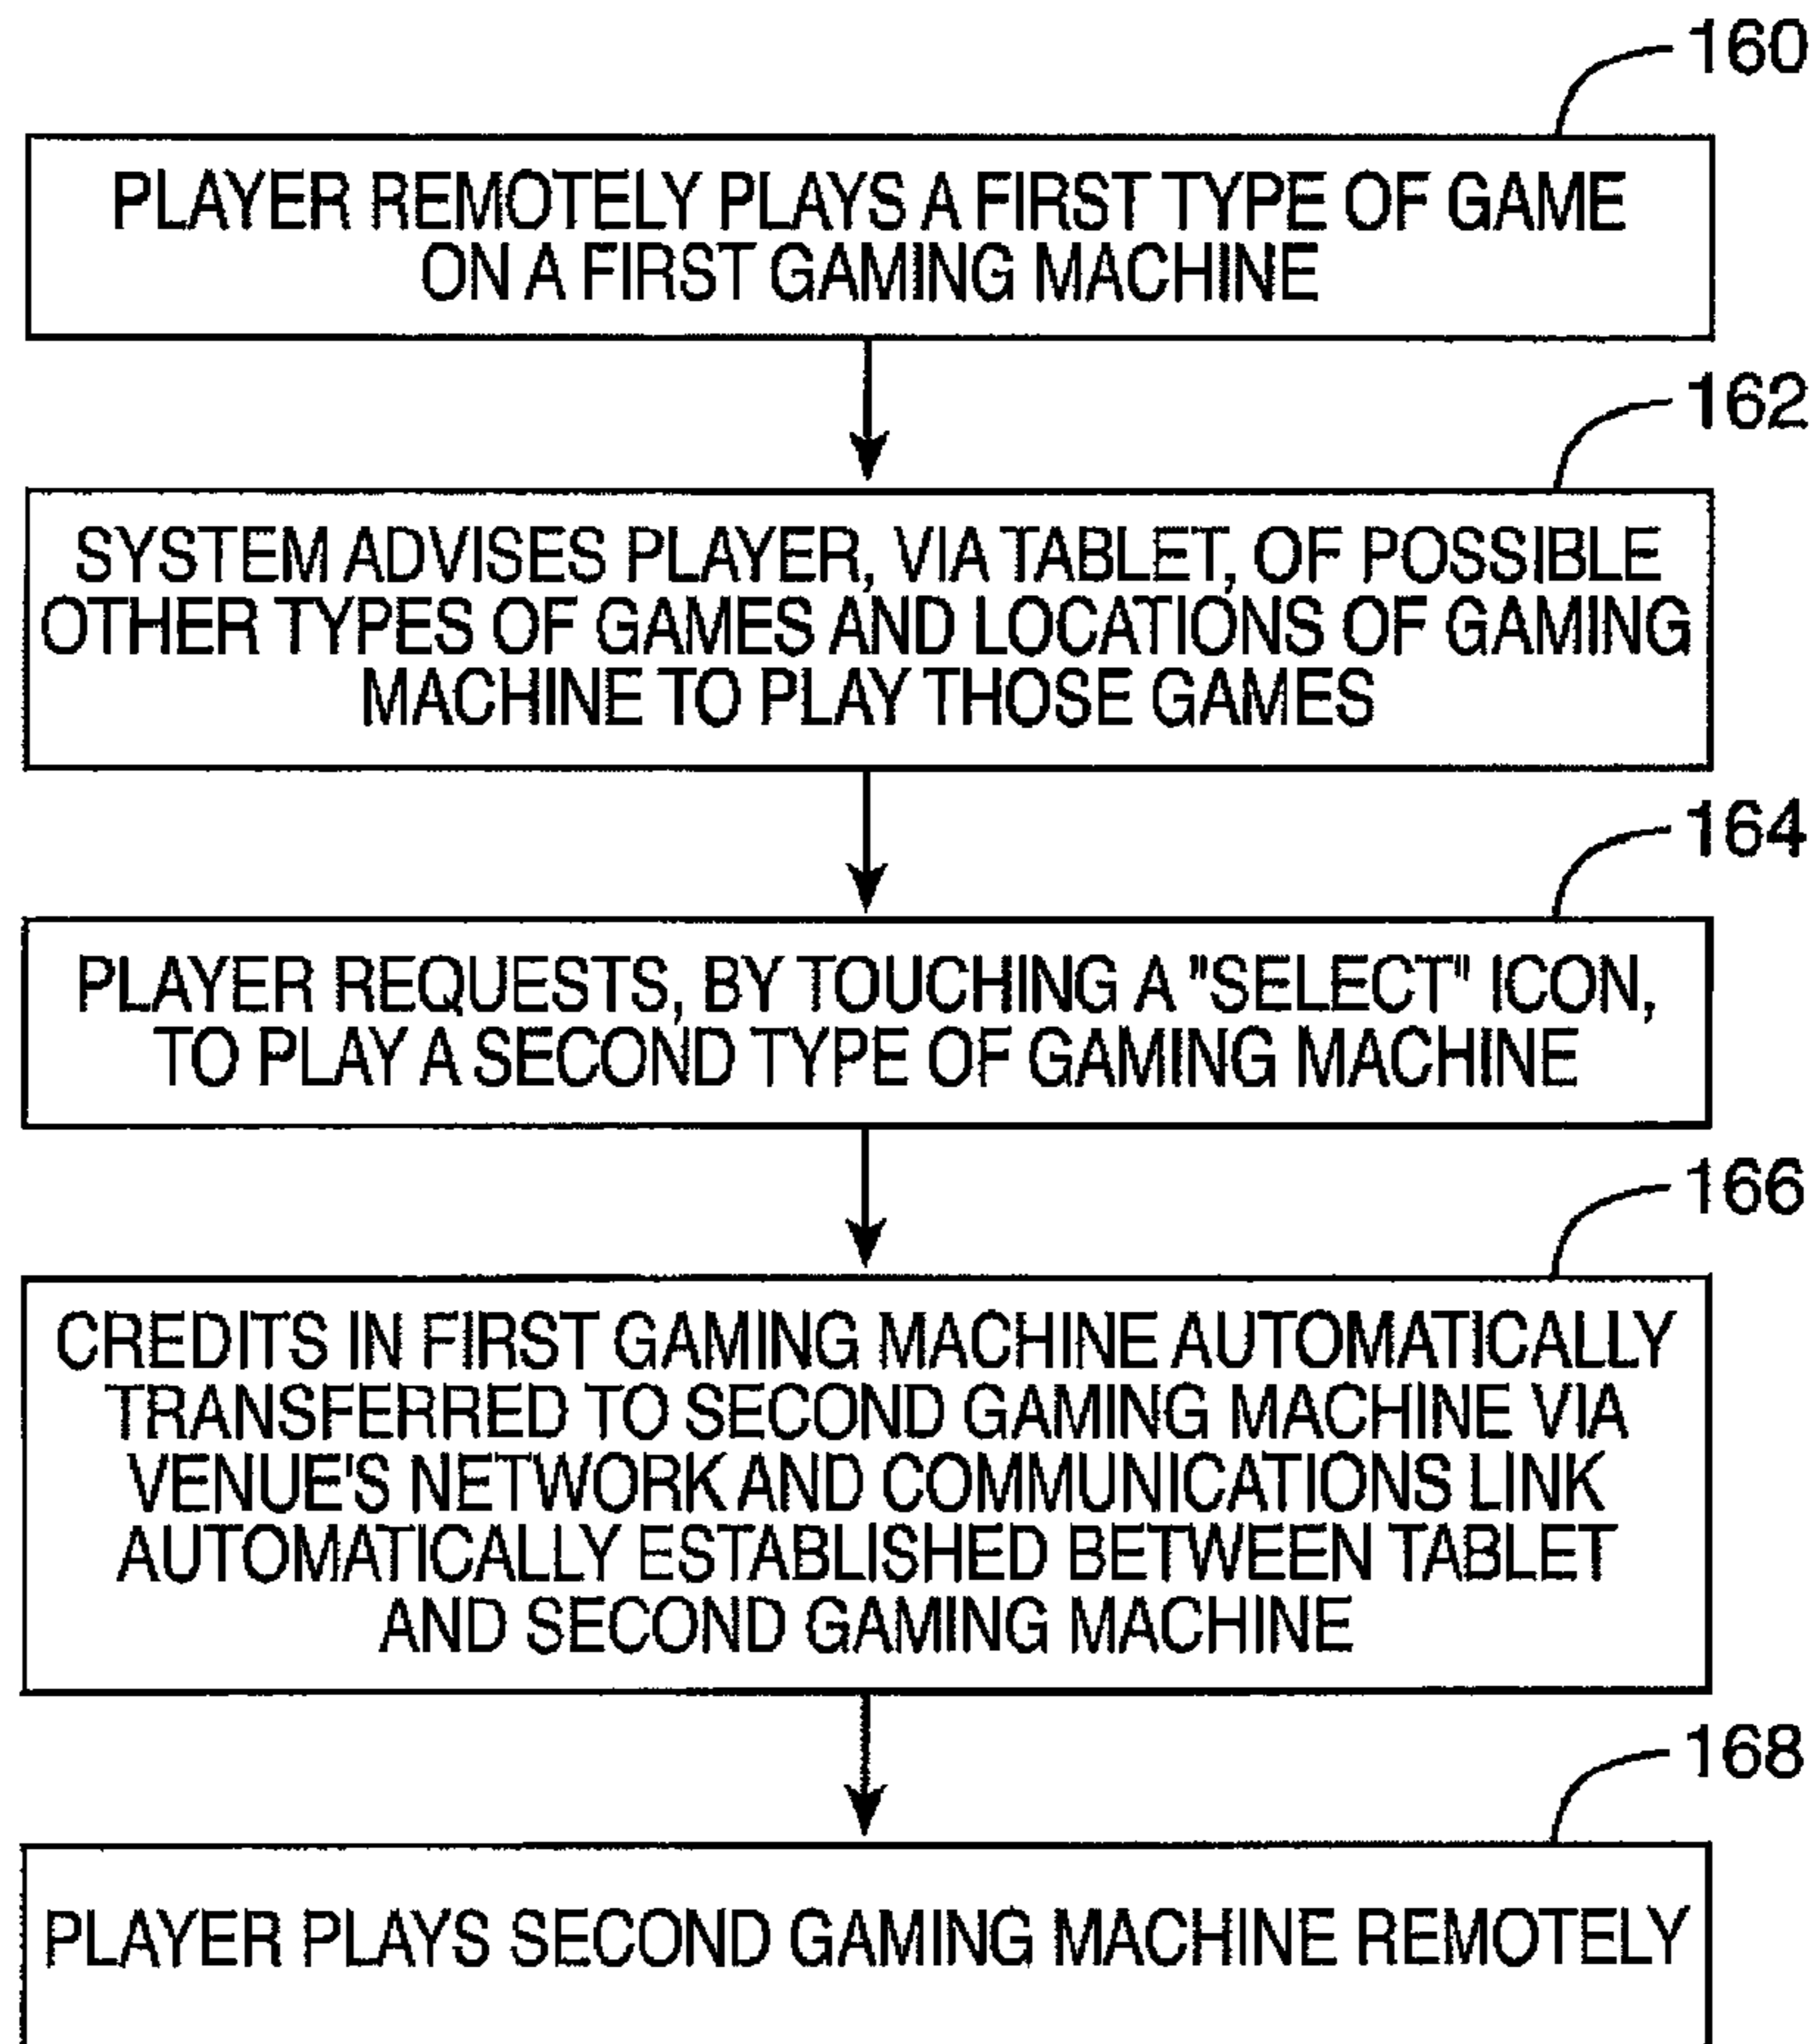 160
PLAYER REMOTELY PLAYS A FIRST TYPE OF GAME
ON A FIRST GAMING MACHINE
162
SYSTEM ADVISES PLAYER, VIA TABLET, OF POSSIBLE
OTHER TYPES OF GAMES AND LOCATIONS OF GAMING
MACHINE TO PLAY THOSE GAMES
164
PLAYER REQUESTS, BY TOUCHING A "SELECT" ICON,
TO PLAY A SECOND TYPE OF GAMING MACHINE
166
CREDITS IN FIRST GAMING MACHINE AUTOMATICALLY
TRANSFERRED TO SECOND GAMING MACHINE VIA
VENUE'S NETWORK AND COMMUNICATIONS LINK
AUTOMATICALLY ESTABLISHED BETWEEN TABLET
AND SECOND GAMING MACHINE
168
PLAYER PLAYS SECOND GAMING MACHINE REMOTELY